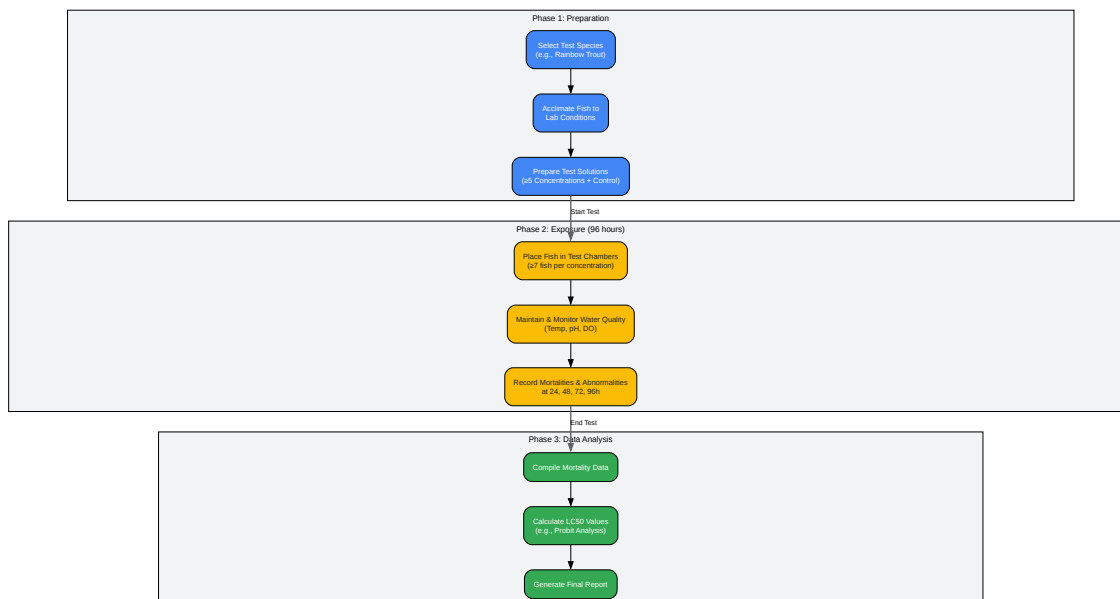 Phase 1: Preparation
Select Test Species
(e.g., Rainbow Trout)
Acclimate Fish to
Lab Conditions
Prepare Test Solutions
(≥5 Concentrations + Control)
Start Test
Phase 2: Exposure (96 hours)
Place Fish in Test Chambers
(≥7 fish per concentration)
Maintain & Monitor Water Quality
(Temp, pH, DO)
Record Mortalities & Abnormalities
at 24, 48, 72, 96h
End Test
Phase 3: Data Analysis
Compile Mortality Data
Calculate LC50 Values
(e.g., Probit Analysis)
Generate Final Report